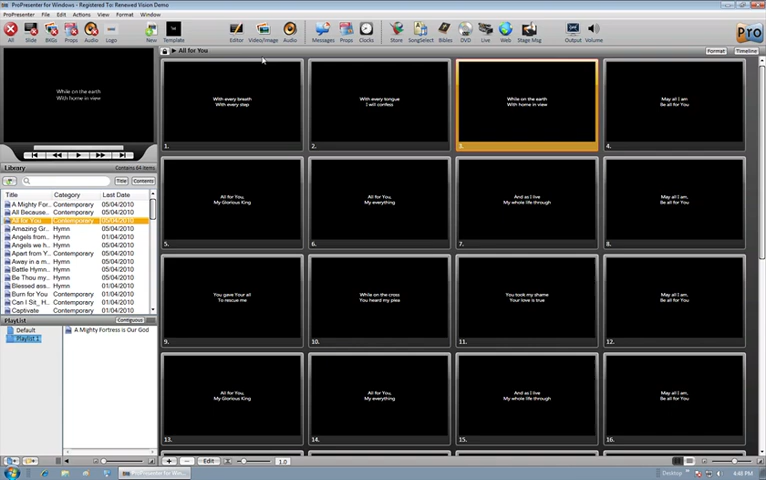 ProPresenter for Windows - Registered To: Renewed Vision Demo
ProPresenter File Edit Actions View Format Window
All Slide BKGs Props Audio Logo New Template Editor Video/Image Audio Messages Props Clocks Store SongSelect Bibles DVD Live Web Stage Msg Output Volume
Pro
All for You
Format Timeline
While on the earth
With home in view
Library Contains 64 items
Title Contents
Title Category Last Date
A Mighty For... Contemporary 05/04/2010
All Because... Contemporary 05/04/2010
All for You Contemporary 05/04/2010
Amazing Gr... Hymn 05/04/2010
Angels from... Hymn 01/04/2010
Angels we h... Hymn 01/04/2010
Apart from Y... Contemporary 05/04/2010
Away in a m... Hymn 05/04/2010
Battle Hymn... Hymn 05/04/2010
Be Thou my... Hymn 05/04/2010
Blessed ass... Hymn 01/04/2010
Burn for You Contemporary 05/04/2010
Can I Sit_ H... Contemporary 05/04/2010
Captivate Contemporary 05/04/2010
PlayList Contiguous
Default
Playlist 1
A Mighty Fortress is Our God
With every breath
With every step
1.
With every tongue
I will confess
2.
While on the earth
With home in view
3.
May all I am
Be all for You
4.
All for You,
My Glorious King
5.
All for You,
My everything
6.
And as I live
My whole life through
7.
May all I am,
Be all for You
8.
You gave Your all
To rescue me
9.
While on the cross
You heard my plea
10.
You took my shame
Your love is true
11.
May all I am,
Be all for You
12.
All for You,
My Glorious King
13.
All for You,
My everything
14.
And as I live
My whole life through
15.
May all I am,
Be all for You
16.
Edit 1.0
ProPresenter for Win...
Desktop
4:48 PM